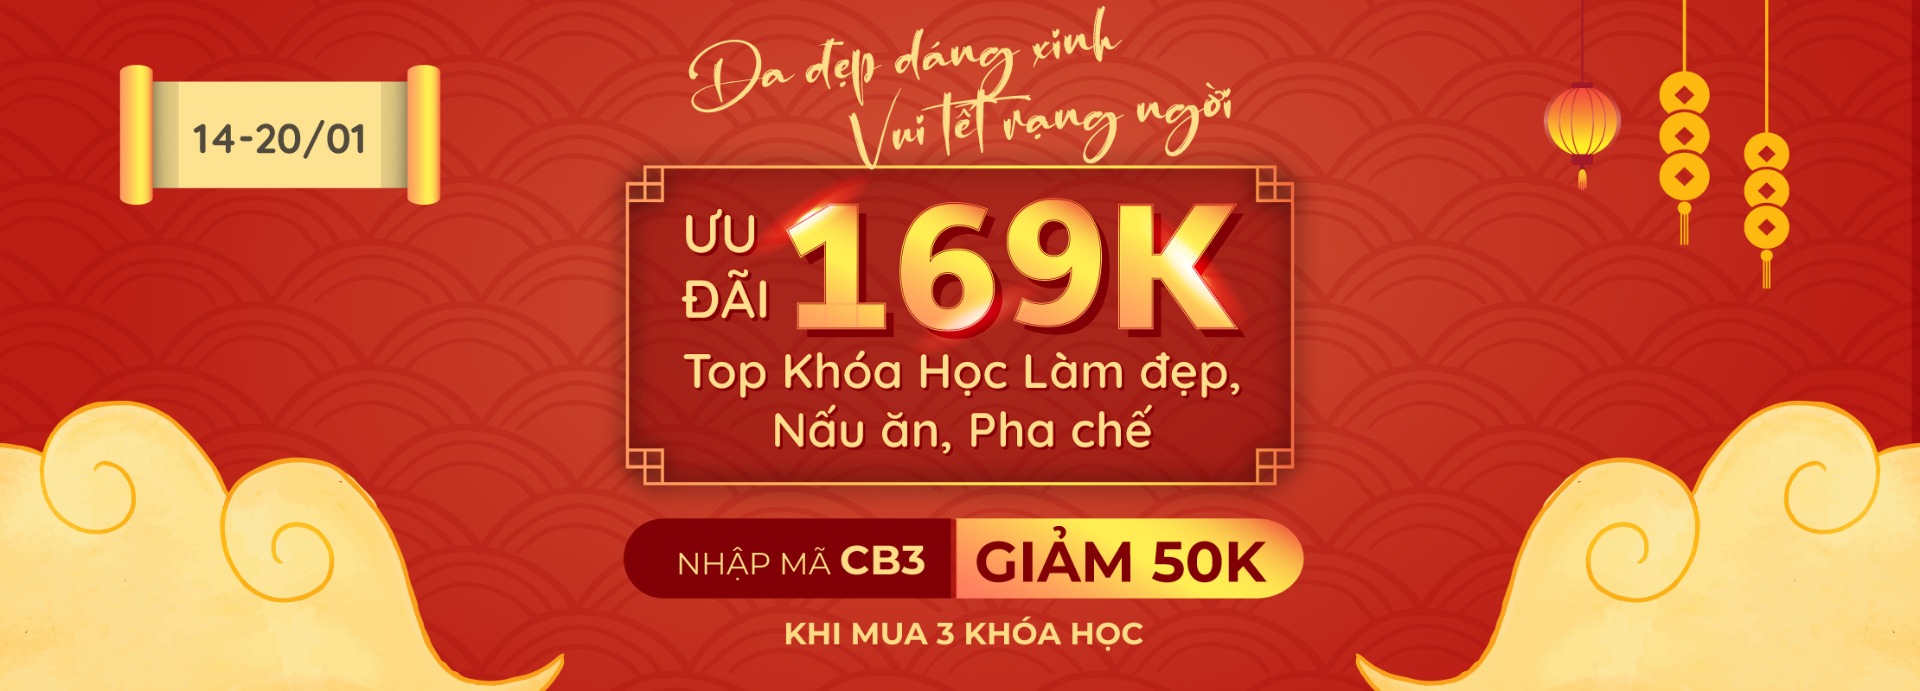 14-20/01
Da đẹp dáng xinh
Vui tết rạng ngời
ƯU
ĐÃI
169K
Top Khóa Học Làm đẹp,
Nấu ăn, Pha chế
NHẬP MÃ CB3 GIẢM 50K
KHI MUA 3 KHÓA HỌC